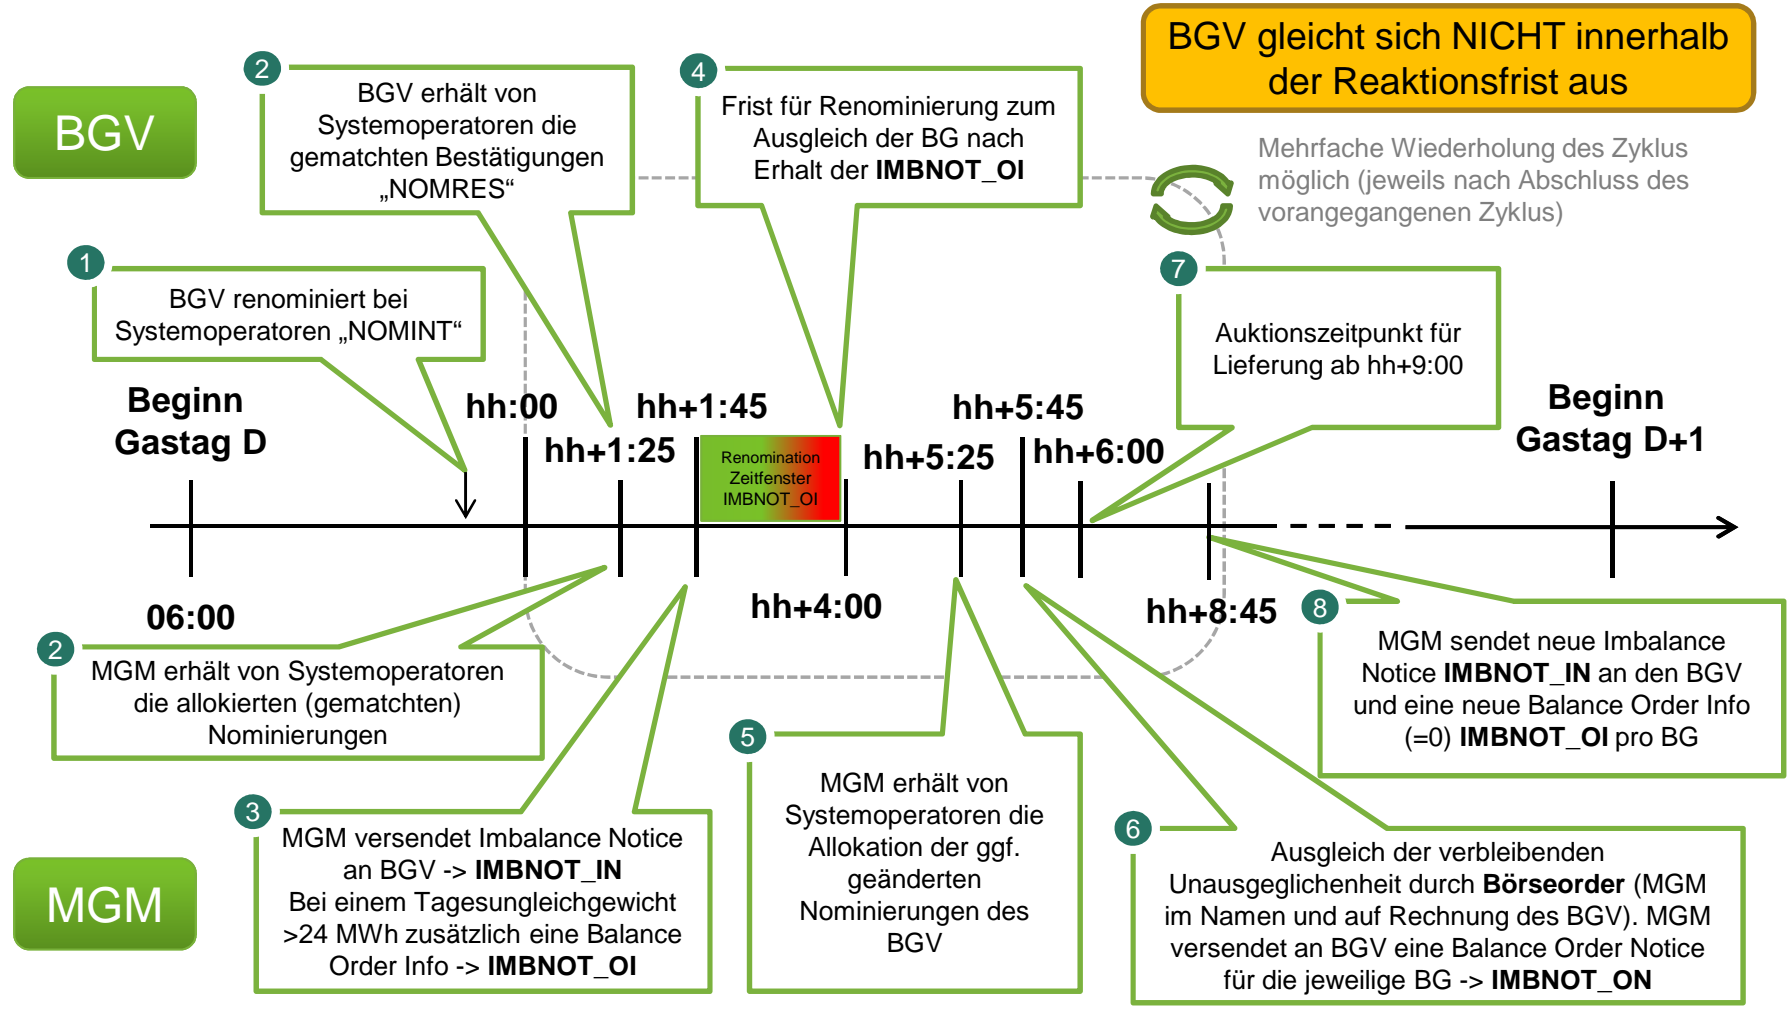 BGV gleicht sich NICHT innerhalb
der Reaktionsfrist aus
BGV
2
BGV erhält von
Systemoperatoren die
gematchten Bestätigungen
„NOMRES“
4
Frist für Renominierung zum
Ausgleich der BG nach
Erhalt der IMBNOT_OI
Mehrfache Wiederholung des Zyklus
möglich (jeweils nach Abschluss des
vorangegangenen Zyklus)
1
BGV renominiert bei
Systemoperatoren „NOMINT“
7
Auktionszeitpunkt für
Lieferung ab hh+9:00
Beginn
Gastag D
hh:00
hh+1:25
hh+1:45
Renomination
Zeitfenster
IMBNOT_OI
hh+5:25
hh+5:45
hh+6:00
Beginn
Gastag D+1
06:00
hh+4:00
hh+8:45
2
MGM erhält von Systemoperatoren
die allokierten (gematchten)
Nominierungen
8
MGM sendet neue Imbalance
Notice IMBNOT_IN an den BGV
und eine neue Balance Order Info
(=0) IMBNOT_OI pro BG
MGM
3
MGM versendet Imbalance Notice
an BGV -> IMBNOT_IN
Bei einem Tagesungleichgewicht
>24 MWh zusätzlich eine Balance
Order Info -> IMBNOT_OI
5
MGM erhält von
Systemoperatoren die
Allokation der ggf.
geänderten
Nominierungen des
BGV
6
Ausgleich der verbleibenden
Unausgeglichenheit durch Börseorder (MGM
im Namen und auf Rechnung des BGV). MGM
versendet an BGV eine Balance Order Notice
für die jeweilige BG -> IMBNOT_ON